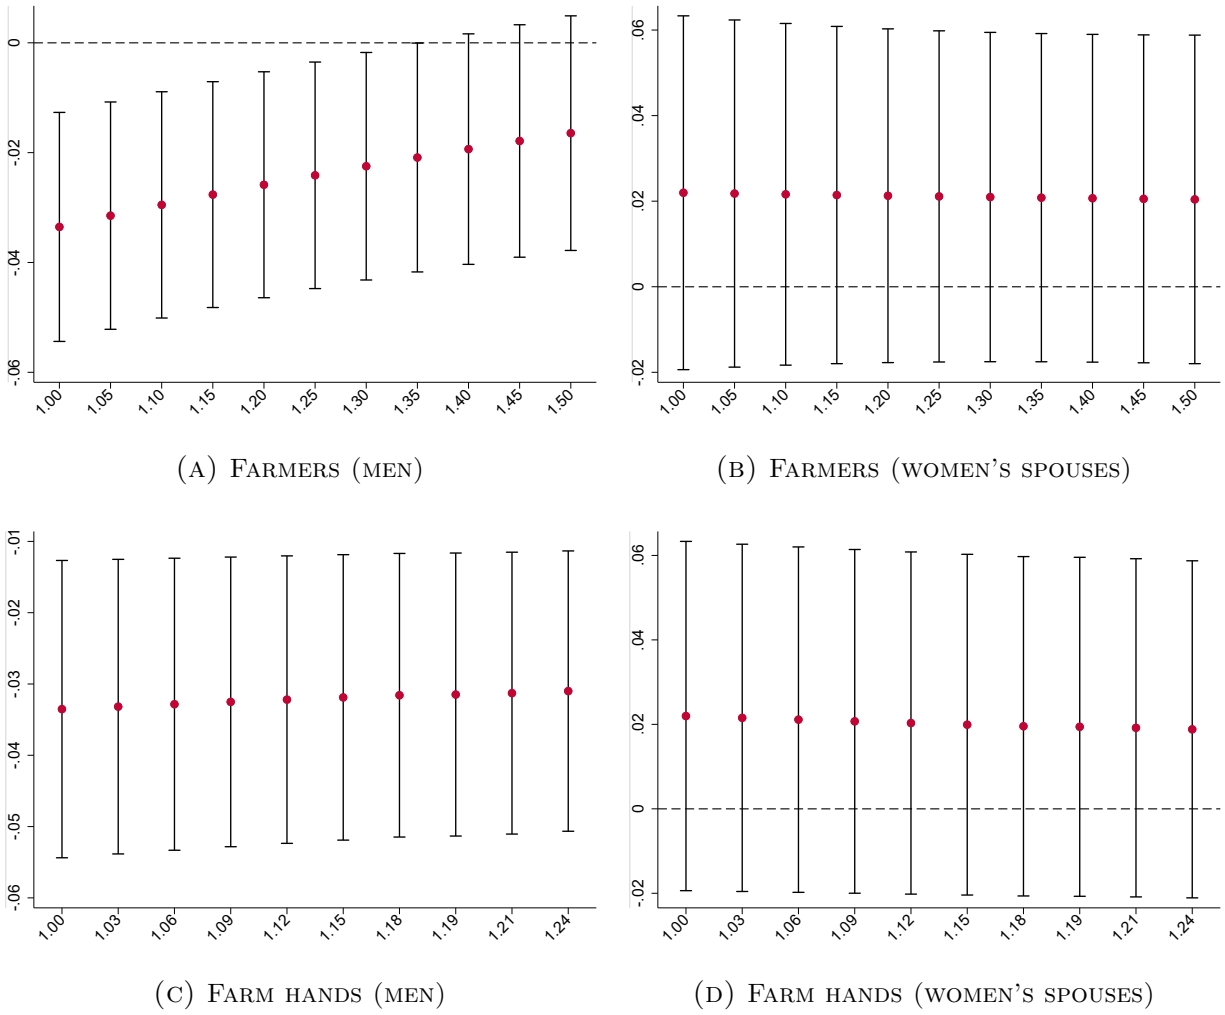 0
-.02
-.04
-.06
1.00 1.05 1.10 1.15 1.20 1.25 1.30 1.35 1.40 1.45 1.50
(A) Farmers (men)
.06
.04
.02
0
-.02
1.00 1.05 1.10 1.15 1.20 1.25 1.30 1.35 1.40 1.45 1.50
(B) Farmers (women's spouses)
-.01
-.02
-.03
-.04
-.05
-.06
1.00 1.03 1.06 1.09 1.12 1.15 1.18 1.19 1.21 1.24
(C) Farm hands (men)
.06
.04
.02
0
-.02
1.00 1.03 1.06 1.09 1.12 1.15 1.18 1.19 1.21 1.24
(D) Farm hands (women's spouses)